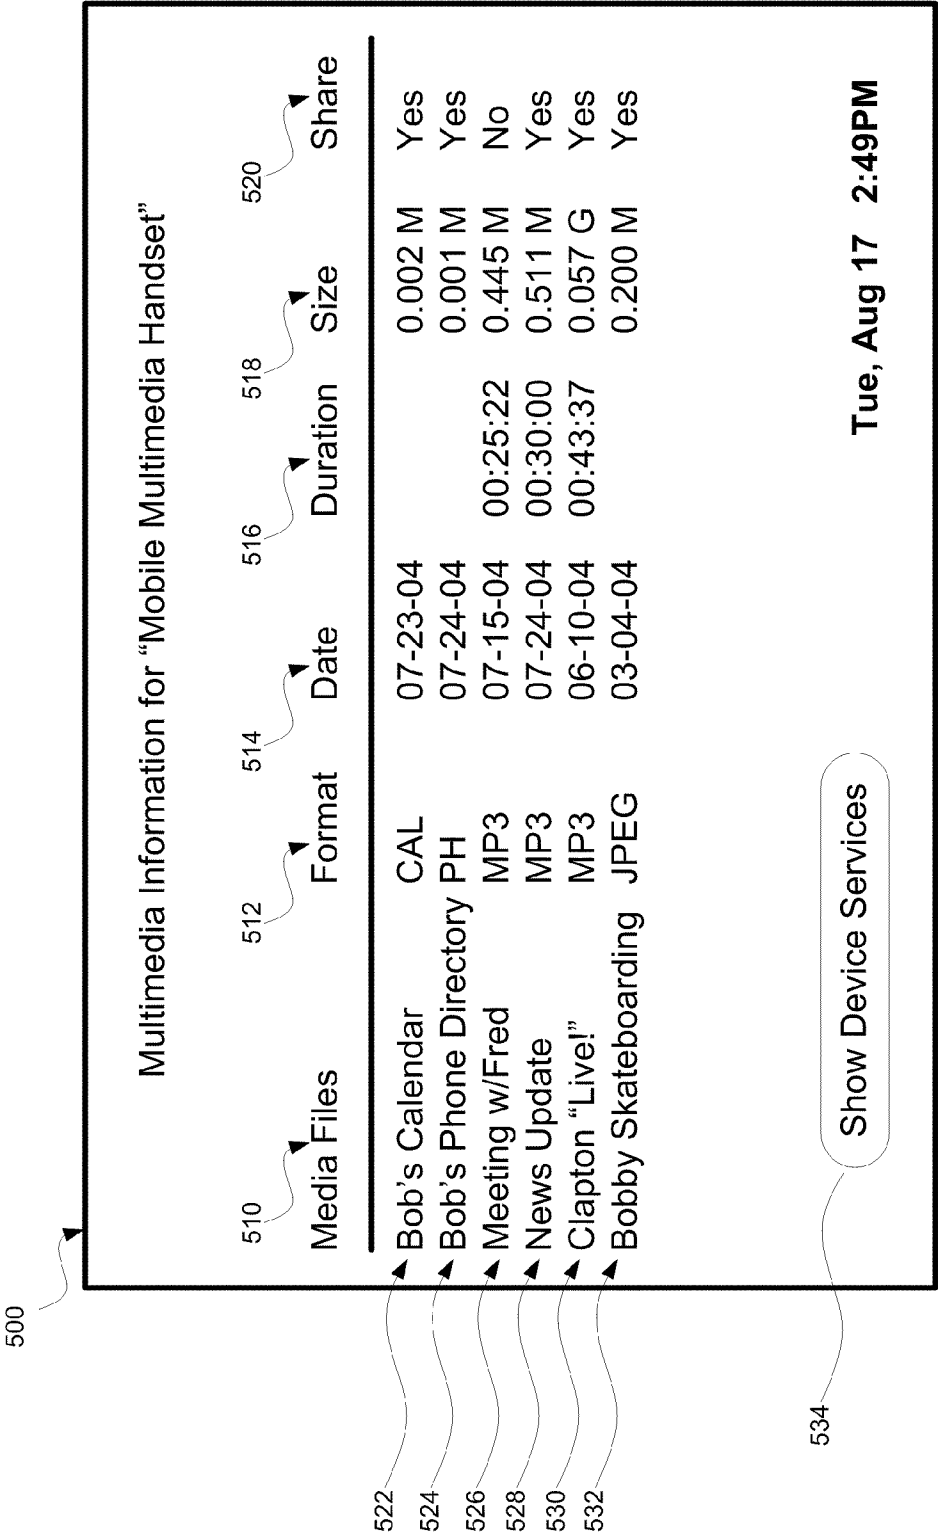 500
Multimedia Information for “Mobile Multimedia Handset”
510 512 514 516 518 520
Media Files Format Date Duration Size Share
522 Bob's Calendar CAL 07-23-04 0.002 M Yes
524 Bob's Phone Directory PH 07-24-04 0.001 M Yes
526 Meeting w/Fred MP3 07-15-04 00:25:22 0.445 M No
528 News Update MP3 07-24-04 00:30:00 0.511 M Yes
530 Clapton “Live!” MP3 06-10-04 00:43:37 0.057 G Yes
532 Bobby Skateboarding JPEG 03-04-04 0.200 M Yes
534 Show Device Services Tue, Aug 17 2:49PM